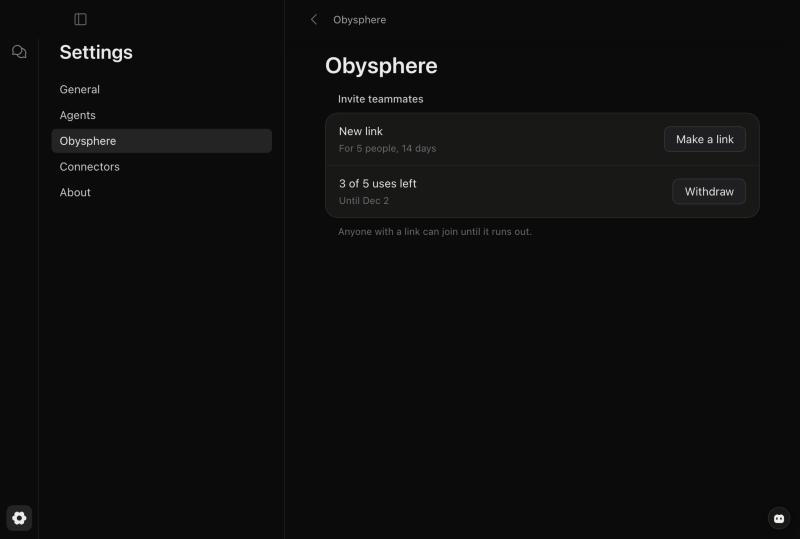 Settings
General
Agents
Obysphere
Connectors
About
Obysphere
Obysphere
Invite teammates
New link
For 5 people, 14 days
Make a link
3 of 5 uses left
Until Dec 2
Withdraw
Anyone with a link can join until it runs out.